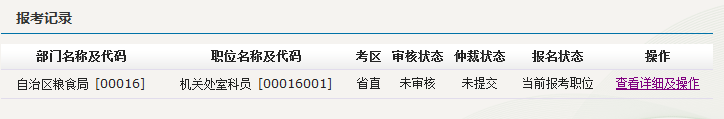 报考记录
部门名称及代码 职位名称及代码 考区 审核状态 仲裁状态 报名状态 操作
自治区粮食局 [00016] 机关处室科员 [00016001] 省直 未审核 未提交 当前报考职位 查看详细及操作